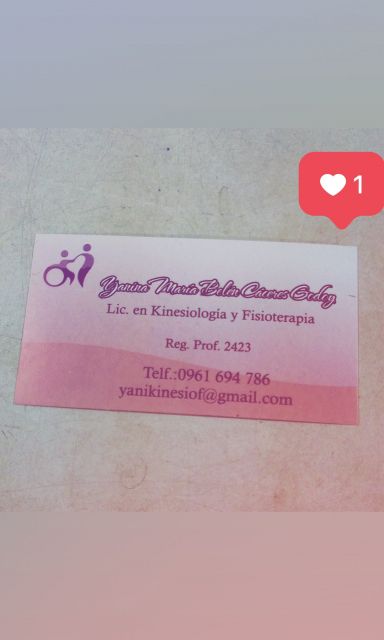 1
Yanina María Belén Cáceres Godoy
Lic. en Kinesiología y Fisioterapia
Reg. Prof. 2423
Telf.:0961 694 786
yanikinesiof@gmail.com